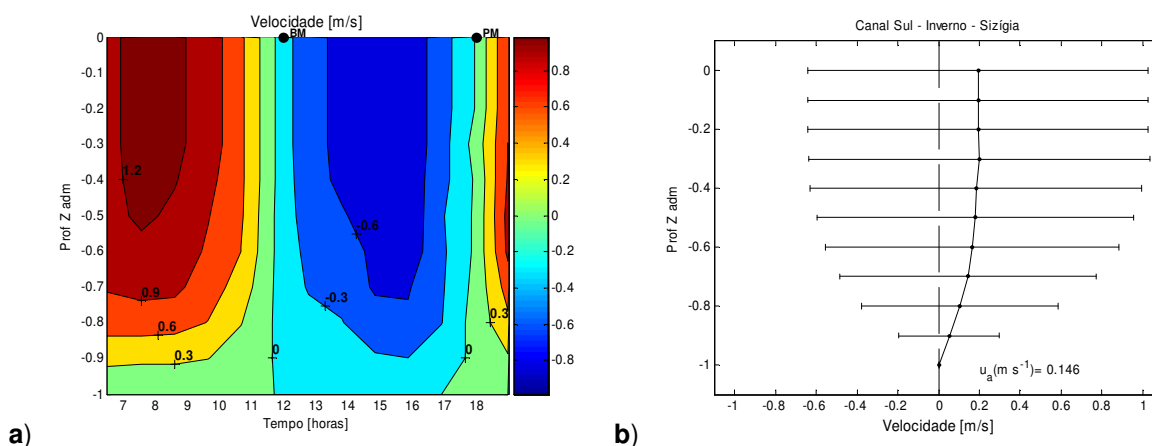 Velocidade [m/s]
BM
PM
0
-0.1
-0.2
-0.3
-0.4
-0.5
-0.6
-0.7
-0.8
-0.9
-1
Prof Z adm
1.2
0.9
0.6
0.3
0
-0.6
-0.3
0
0.3
7 8 9 10 11 12 13 14 15 16 17 18
Tempo [horas]
0.8
0.6
0.4
0.2
0
-0.2
-0.4
-0.6
-0.8
a)
Canal Sul - Inverno - Sizígia
0
-0.2
-0.4
-0.6
-0.8
-1
Prof Z adm
u_a(m s^-1)= 0.146
-1 -0.8 -0.6 -0.4 -0.2 0 0.2 0.4 0.6 0.8 1
Velocidade [m/s]
b)